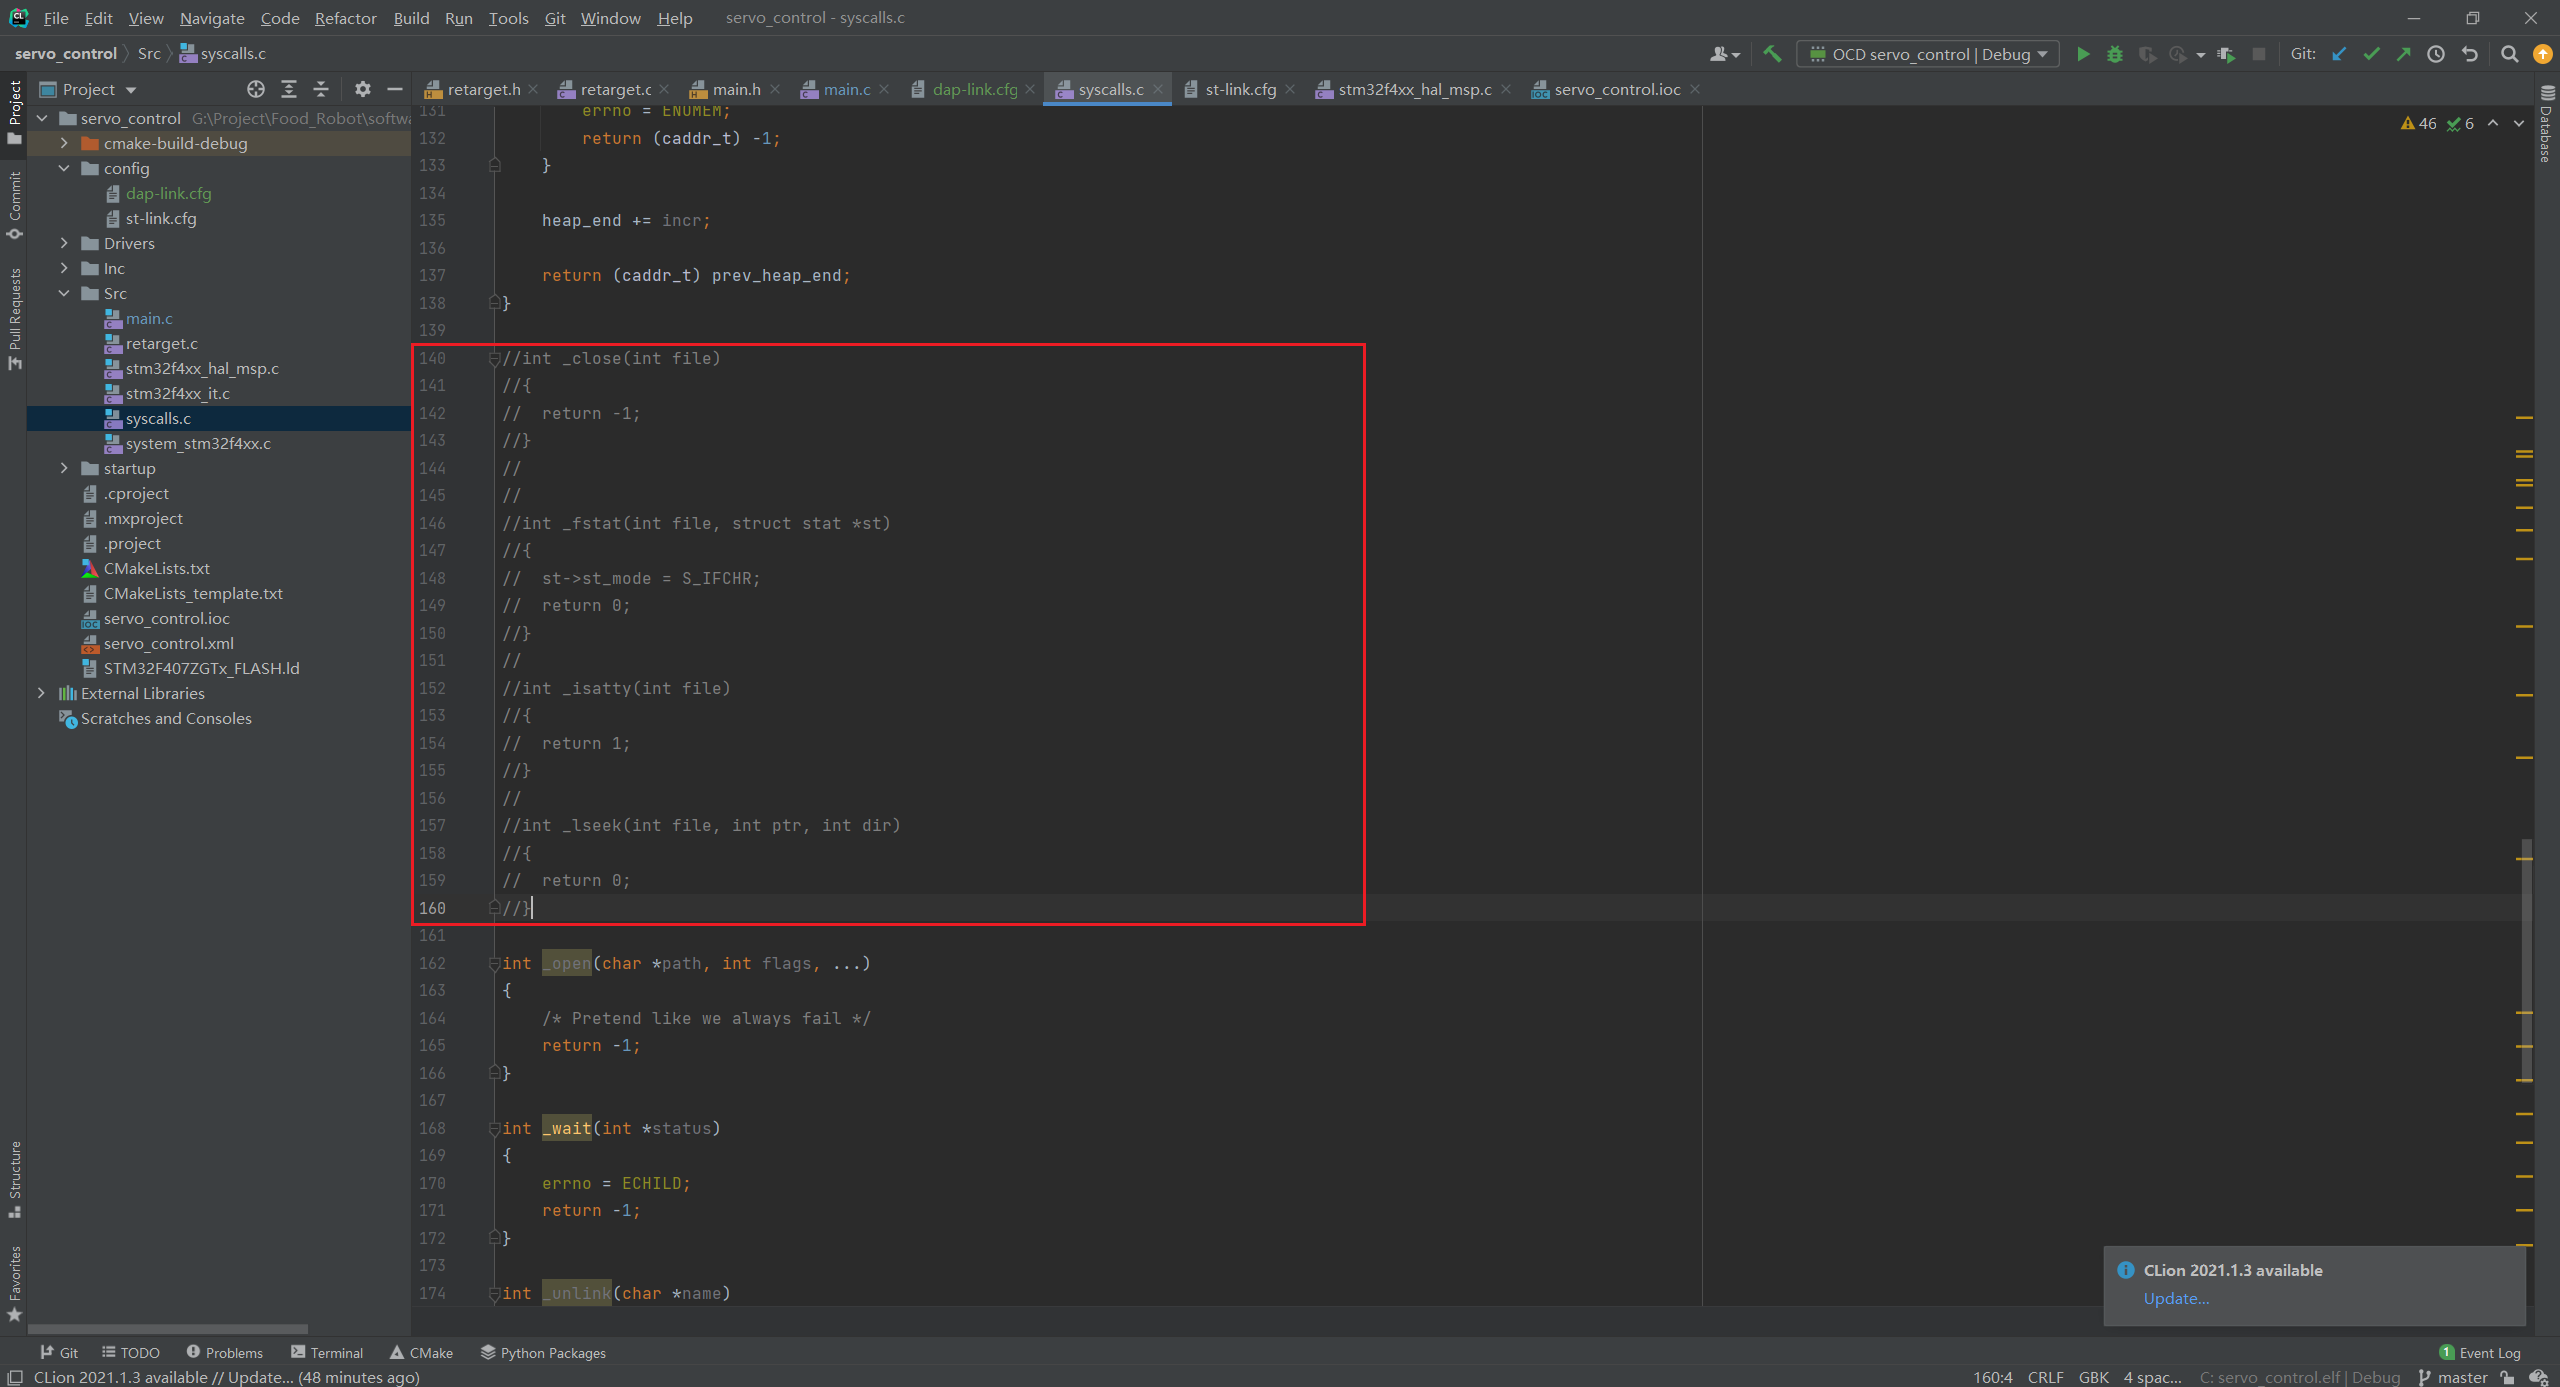 File Edit View Navigate Code Refactor Build Run Tools Git Window Help servo_control - syscalls.c
servo_control Src syscalls.c OCD servo_control | Debug Git:
Project
retarget.h retarget.c main.h main.c dap-link.cfg syscalls.c st-link.cfg stm32f4xx_hal_msp.c servo_control.ioc
Project
Commit
Pull Requests
Structure
Favorites
Database
servo_control G:\Project\Food_Robot\softwa
cmake-build-debug
config
dap-link.cfg
st-link.cfg
Drivers
Inc
Src
main.c
retarget.c
stm32f4xx_hal_msp.c
stm32f4xx_it.c
syscalls.c
system_stm32f4xx.c
startup
.cproject
.mxproject
.project
CMakeLists.txt
CMakeLists_template.txt
servo_control.ioc
servo_control.xml
STM32F407ZGTx_FLASH.ld
External Libraries
Scratches and Consoles
46 6
131 errno = ENOMEM;
132 return (caddr_t) -1;
133 }
134
135 heap_end += incr;
136
137 return (caddr_t) prev_heap_end;
138 }
139
140 //int _close(int file)
141 //{
142 // return -1;
143 //}
144 //
145 //
146 //int _fstat(int file, struct stat *st)
147 //{
148 // st->st_mode = S_IFCHR;
149 // return 0;
150 //}
151 //
152 //int _isatty(int file)
153 //{
154 // return 1;
155 //}
156 //
157 //int _lseek(int file, int ptr, int dir)
158 //{
159 // return 0;
160 //}
161
162 int _open(char *path, int flags, ...)
163 {
164 /* Pretend like we always fail */
165 return -1;
166 }
167
168 int _wait(int *status)
169 {
170 errno = ECHILD;
171 return -1;
172 }
173
174 int _unlink(char *name)
CLion 2021.1.3 available
Update...
Git TODO Problems Terminal CMake Python Packages 1 Event Log
CLion 2021.1.3 available // Update... (48 minutes ago) 160:4 CRLF GBK 4 spac... C: servo_control.elf | Debug master